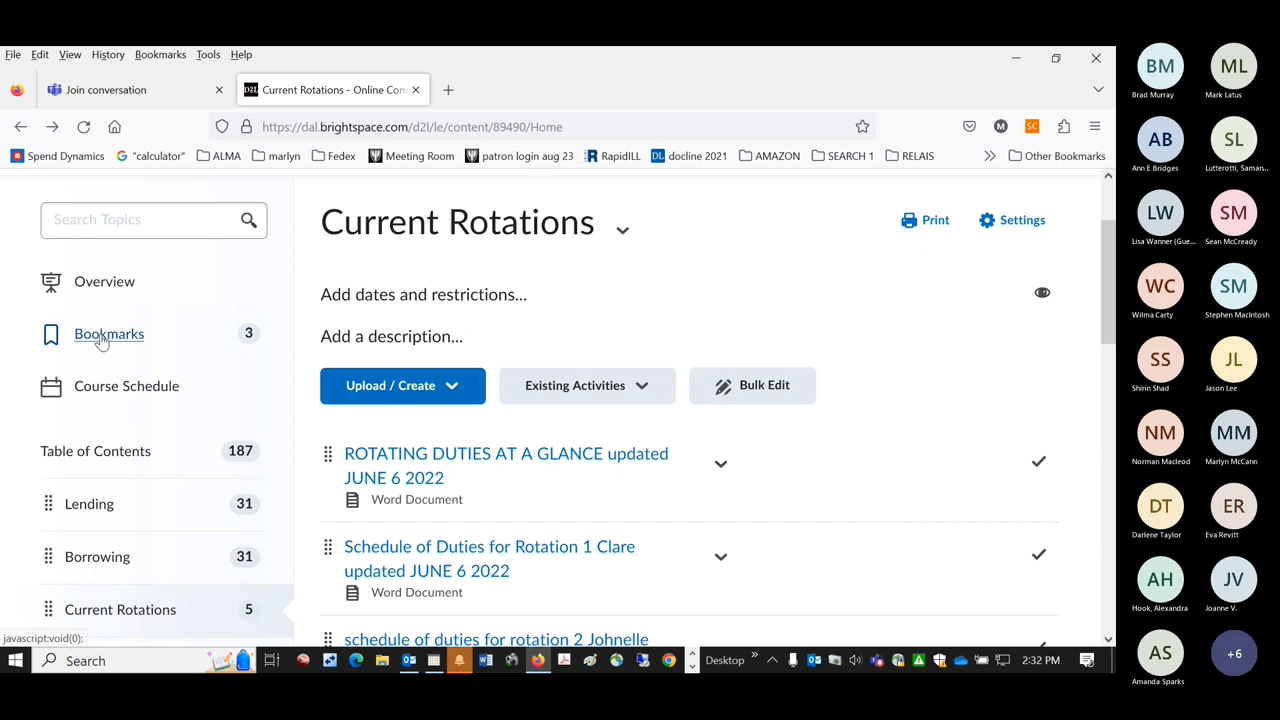 File Edit View History Bookmarks Tools Help
Join conversation
D2L Current Rotations - Online Com
https://dal.brightspace.com/d2l/le/content/89490/Home
M SC
Spend Dynamics "calculator" ALMA marlyn Fedex Meeting Room patron login aug 23 RapidILL DL docline 2021 AMAZON SEARCH 1 RELAIS Other Bookmarks
Search Topics
Overview
Bookmarks 3
Course Schedule
Table of Contents 187
Lending 31
Borrowing 31
Current Rotations 5
javascript:void(0);
Current Rotations
Print Settings
Add dates and restrictions...
Add a description...
Upload / Create Existing Activities Bulk Edit
ROTATING DUTIES AT A GLANCE updated
JUNE 6 2022
Word Document
Schedule of Duties for Rotation 1 Clare
updated JUNE 6 2022
Word Document
schedule of duties for rotation 2 Johnelle
Search
Desktop
2:32 PM
BM ML
Brad Murray Mark Latus
AB SL
Ann E Bridges Lutterotti, Saman...
LW SM
Lisa Wanner (Gue... Sean McCready
WC SM
Wilma Carty Stephen MacIntosh
SS JL
Shirin Shad Jason Lee
NM MM
Norman Macleod Marlyn McCann
DT ER
Darlene Taylor Eva Revitt
AH JV
Hook, Alexandra Joanne V.
AS +6
Amanda Sparks